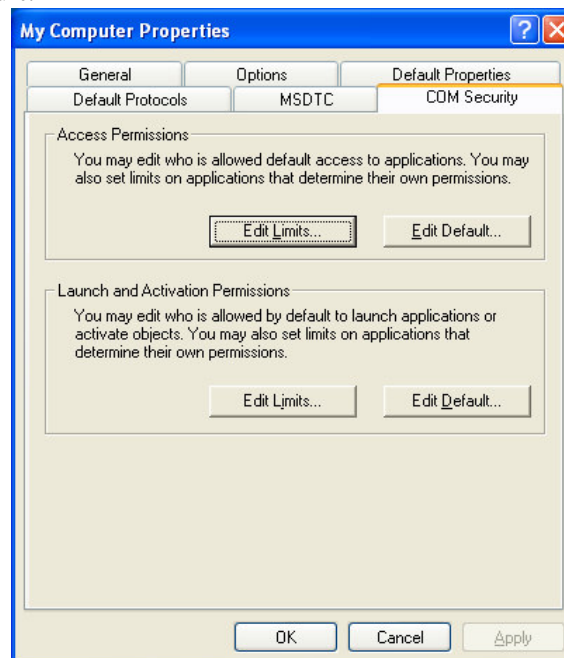 My Computer Properties
?
General Options Default Properties
Default Protocols MSDTC COM Security
Access Permissions
You may edit who is allowed default access to applications. You may
also set limits on applications that determine their own permissions.
Edit Limits... Edit Default...
Launch and Activation Permissions
You may edit who is allowed by default to launch applications or
activate objects. You may also set limits on applications that
determine their own permissions.
Edit Limits... Edit Default...
OK Cancel Apply